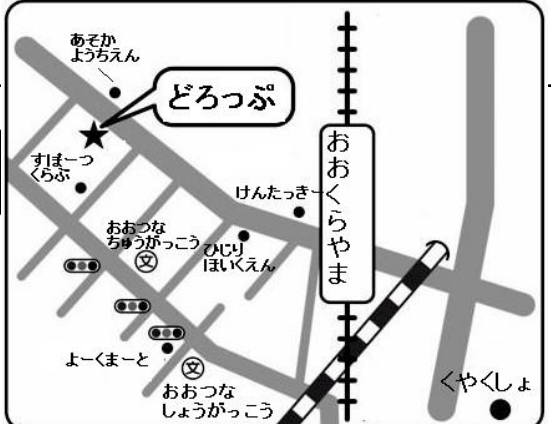 あそか
ようちえん
どろっぷ
すぽーつ
くらぶ
けんたっきーく
おおくらやま
おおつな
ちゅうがっこう
文
ひじり
ほいくえん
よーくまーと
文
おおつな
しょうがっこう
くやくしょ